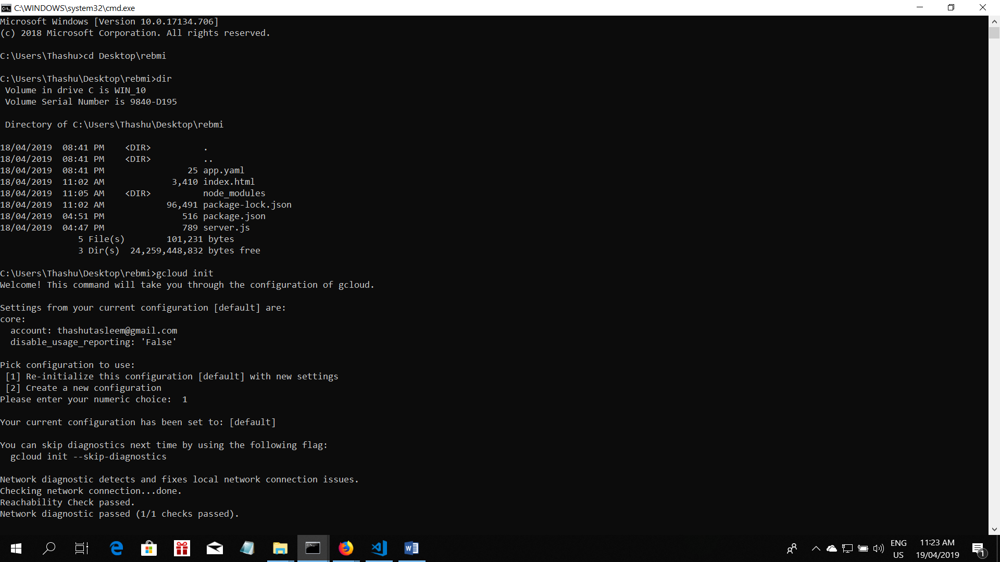 C:\WINDOWS\system32\cmd.exe
Microsoft Windows [Version 10.0.17134.706]
(c) 2018 Microsoft Corporation. All rights reserved.
C:\Users\Thashu>cd Desktop\rebmi
C:\Users\Thashu\Desktop\rebmi>dir
Volume in drive C is WIN_10
Volume Serial Number is 9840-D195
Directory of C:\Users\Thashu\Desktop\rebmi
18/04/2019  08:41 PM    <DIR>          .
18/04/2019  08:41 PM    <DIR>          ..
18/04/2019  08:41 PM                25 app.yaml
18/04/2019  11:02 AM             3,410 index.html
18/04/2019  11:05 AM    <DIR>          node_modules
18/04/2019  11:02 AM            96,491 package-lock.json
18/04/2019  04:51 PM               516 package.json
18/04/2019  04:47 PM               789 server.js
5 File(s)        101,231 bytes
3 Dir(s)  24,259,448,832 bytes free
C:\Users\Thashu\Desktop\rebmi>gcloud init
Welcome! This command will take you through the configuration of gcloud.
Settings from your current configuration [default] are:
core:
account: thashutasleem@gmail.com
disable_usage_reporting: 'False'
Pick configuration to use:
[1] Re-initialize this configuration [default] with new settings
[2] Create a new configuration
Please enter your numeric choice:  1
Your current configuration has been set to: [default]
You can skip diagnostics next time by using the following flag:
gcloud init --skip-diagnostics
Network diagnostic detects and fixes local network connection issues.
Checking network connection...done.
Reachability Check passed.
Network diagnostic passed (1/1 checks passed).
ENG
US
11:23 AM
19/04/2019
1